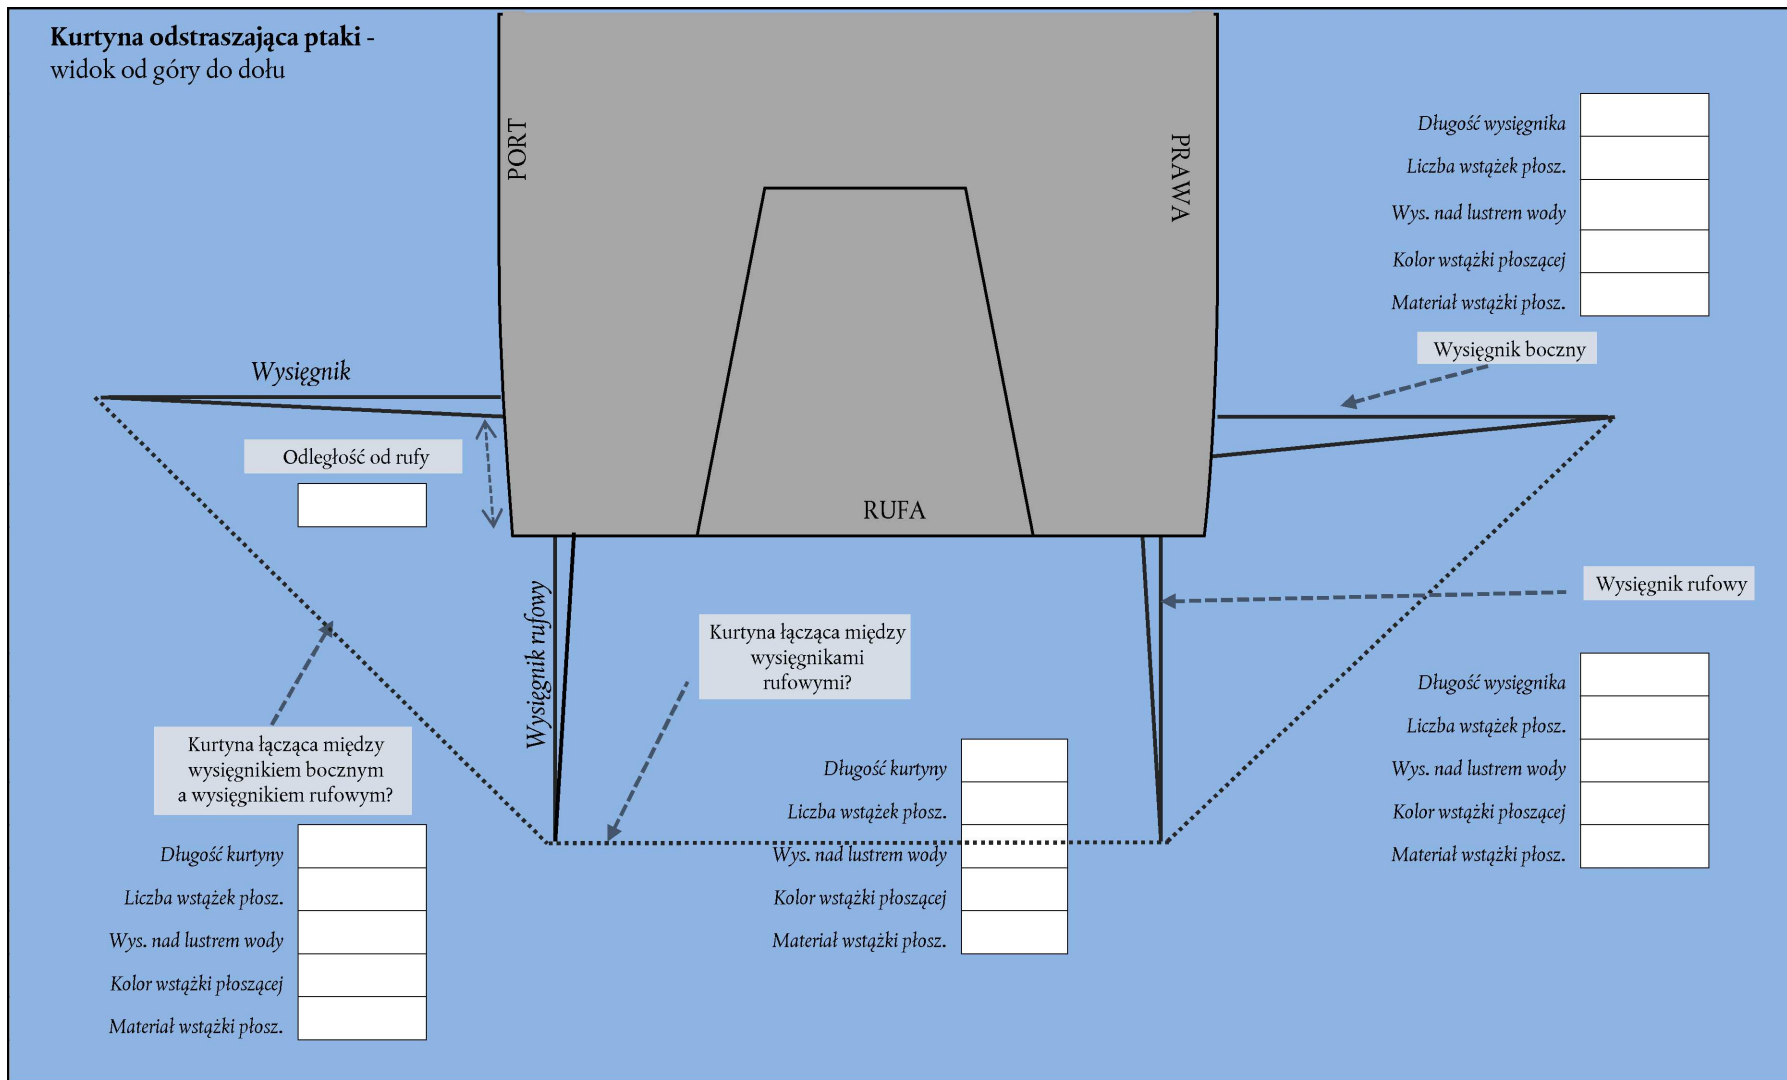 Kurtyna odstraszająca ptaki -
widok od góry do dołu
PORT
PRAWA
RUFA
Długość wysięgnika
Liczba wstążek płosz.
Wys. nad lustrem wody
Kolor wstążki płoszącej
Materiał wstążki płosz.
Wysięgnik boczny
Wysięgnik
Odległość od rufy
Wysięgnik rufowy
Kurtyna łącząca między
wysięgnikami
rufowymi?
Wysięgnik rufowy
Kurtyna łącząca między
wysięgnikiem bocznym
a wysięgnikiem rufowym?
Długość kurtyny
Liczba wstążek płosz.
Wys. nad lustrem wody
Kolor wstążki płoszącej
Materiał wstążki płosz.
Długość kurtyny
Liczba wstążek płosz.
Wys. nad lustrem wody
Kolor wstążki płoszącej
Materiał wstążki płosz.
Długość wysięgnika
Liczba wstążek płosz.
Wys. nad lustrem wody
Kolor wstążki płoszącej
Materiał wstążki płosz.